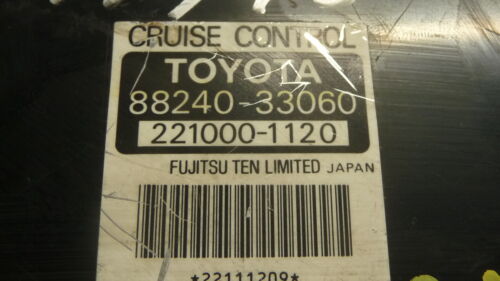 CRUISE CONTROL
TOYOTA
88240-33060
221000-1120
FUJITSU TEN LIMITED JAPAN
*22111209*